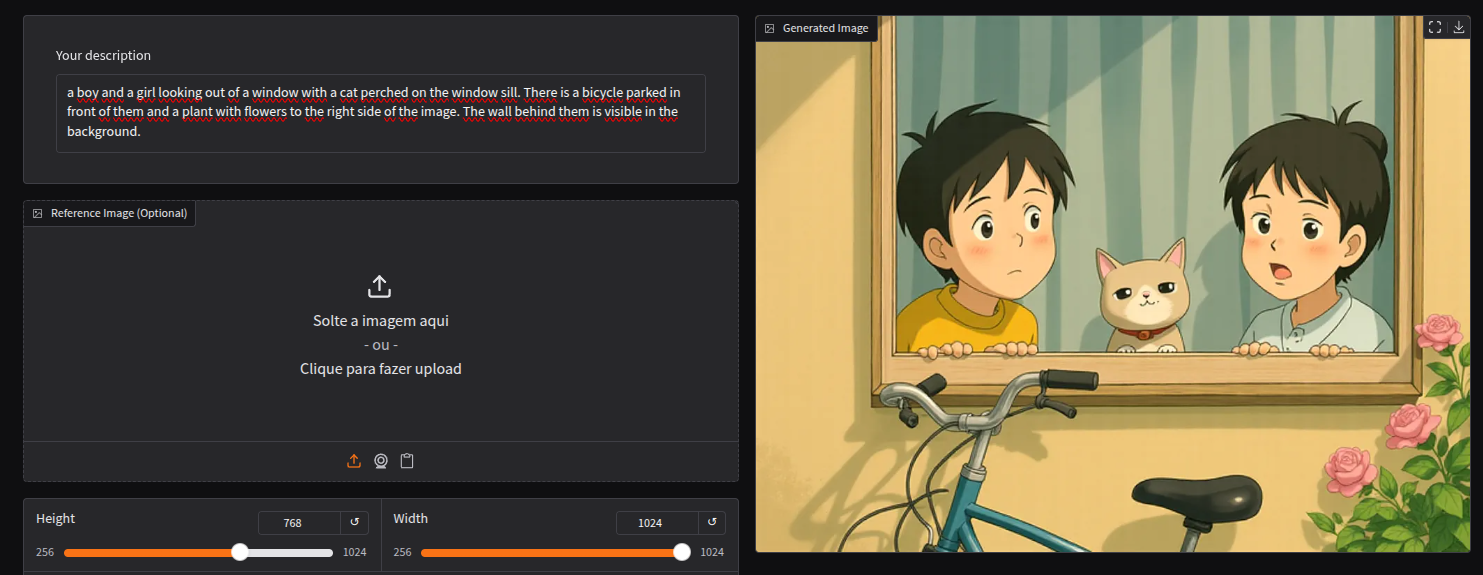 Your description
a boy and a girl looking out of a window with a cat perched on the window sill. There is a bicycle parked in
front of them and a plant with flowers to the right side of the image. The wall behind them is visible in the
background.
Reference Image (Optional)
Solte a imagem aqui
- ou -
Clique para fazer upload
Height
768
256
1024
Width
1024
256
1024
Generated Image